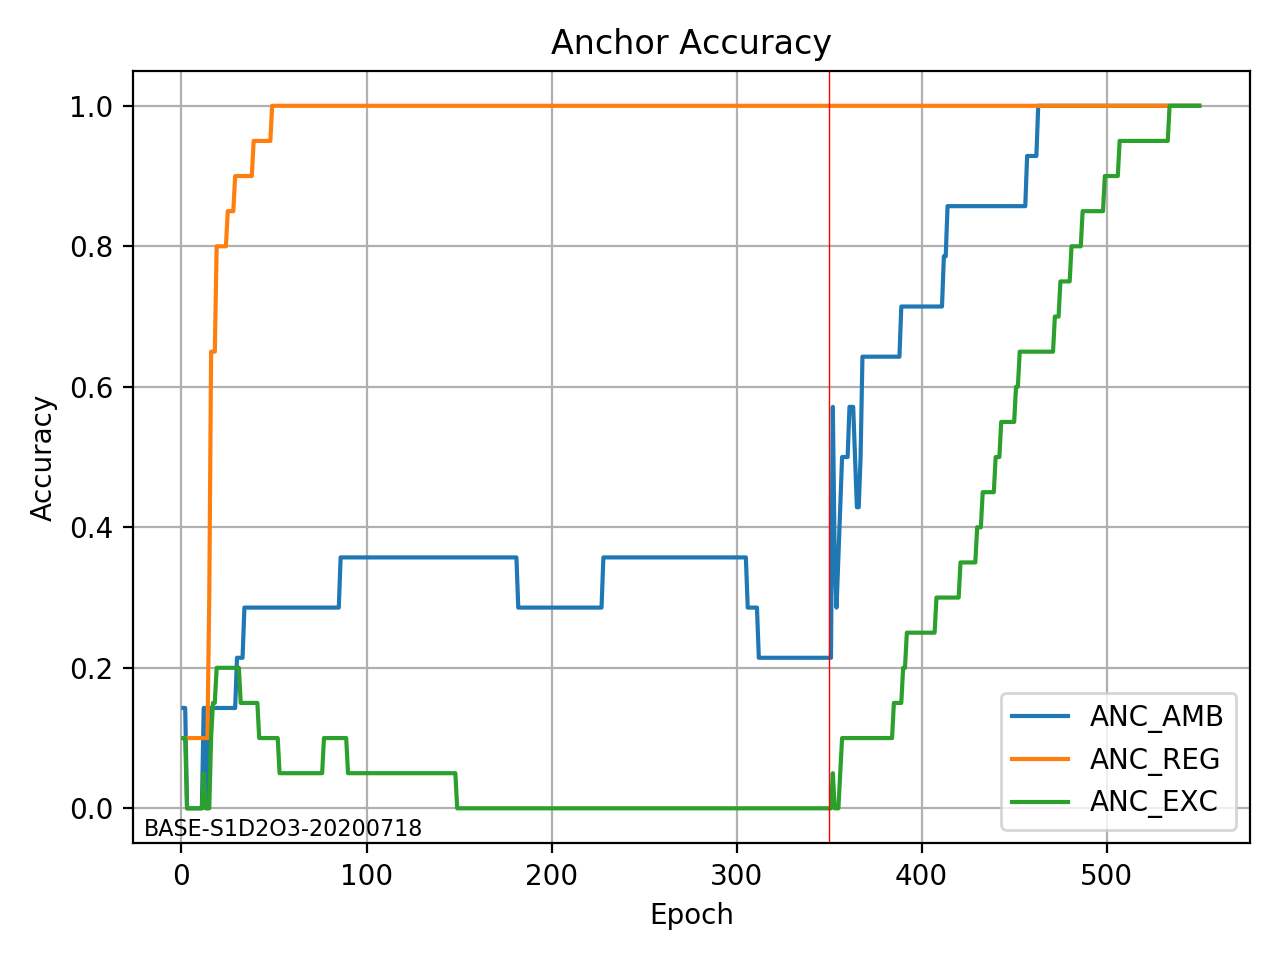 Anchor Accuracy
1.0
0.8
0.6
0.4
0.2
0.0
Accuracy
ANC_AMB
ANC_REG
ANC_EXC
BASE-S1D2O3-20200718
0 100 200 300 400 500
Epoch